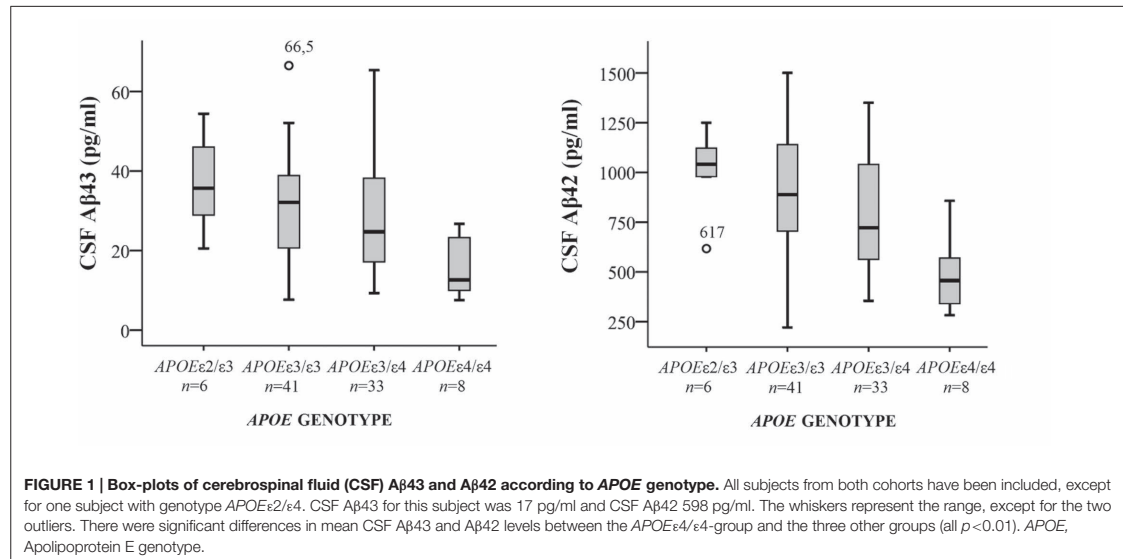 66,5
60
40
20
0
CSF Aβ43 (pg/ml)
APOEε2/ε3 APOEε3/ε3 APOEε3/ε4 APOEε4/ε4
n=6 n=41 n=33 n=8
APOE GENOTYPE
1500
1250
1000
750
500
250
CSF Aβ42 (pg/ml)
617
APOEε2/ε3 APOEε3/ε3 APOEε3/ε4 APOEε4/ε4
n=6 n=41 n=33 n=8
APOE GENOTYPE
FIGURE 1 | Box-plots of cerebrospinal fluid (CSF) Aβ43 and Aβ42 according to APOE genotype. All subjects from both cohorts have been included, except
for one subject with genotype APOEε2/ε4. CSF Aβ43 for this subject was 17 pg/ml and CSF Aβ42 598 pg/ml. The whiskers represent the range, except for the two
outliers. There were significant differences in mean CSF Aβ43 and Aβ42 levels between the APOEε4/ε4-group and the three other groups (all p<0.01). APOE,
Apolipoprotein E genotype.